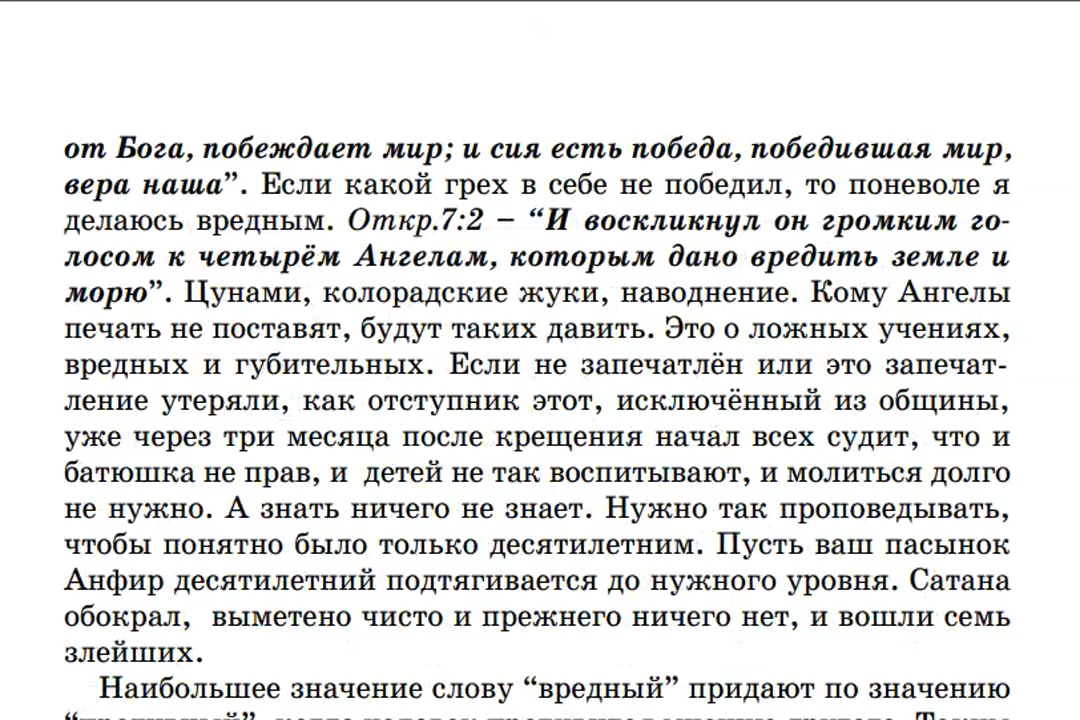 от Бога, побеждает мир; и сия есть победа, победившая мир,
вера наша”. Если какой грех в себе не победил, то поневоле я
делаюсь вредным. Откр.7:2 – “И воскликнул он громким го-
лосом к четырём Ангелам, которым дано вредить земле и
морю”. Цунами, колорадские жуки, наводнение. Кому Ангелы
печать не поставят, будут таких давить. Это о ложных учениях,
вредных и губительных. Если не запечатлён или это запечат-
ление утеряли, как отступник этот, исключённый из общины,
уже через три месяца после крещения начал всех судит, что и
батюшка не прав, и детей не так воспитывают, и молиться долго
не нужно. А знать ничего не знает. Нужно так проповедывать,
чтобы понятно было только десятилетним. Пусть ваш пасынок
Анфир десятилетний подтягивается до нужного уровня. Сатана
обокрал, выметено чисто и прежнего ничего нет, и вошли семь
злейших.
Наибольшее значение слову “вредный” придают по значению